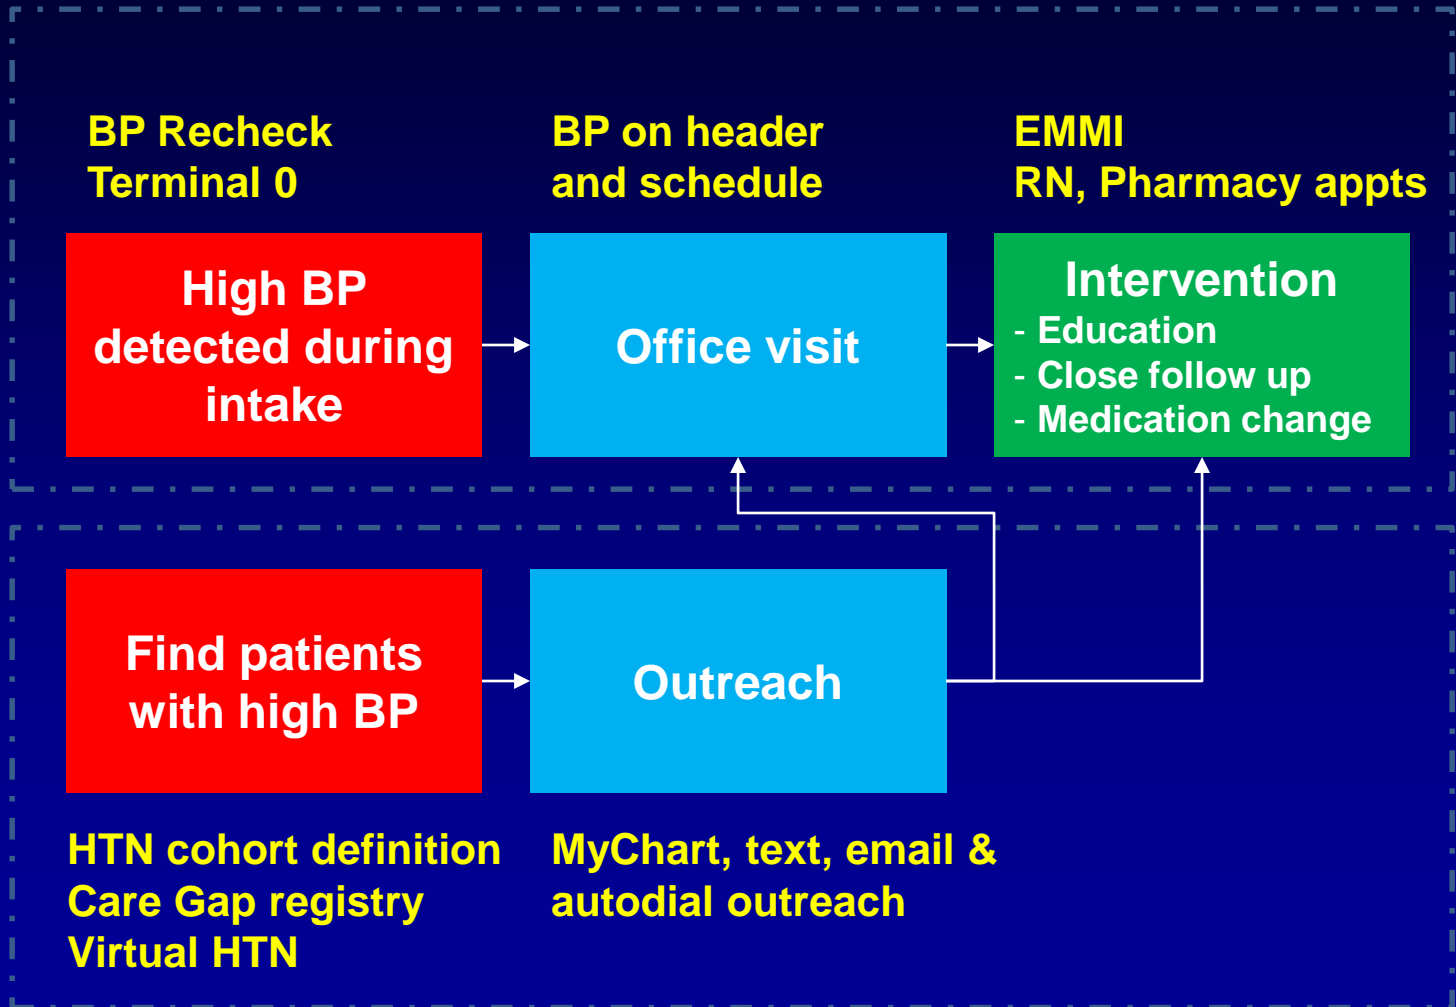 BP Recheck
Terminal 0
BP on header
and schedule
EMMI
RN, Pharmacy appts
High BP
detected during
intake
Office visit
Intervention
- Education
- Close follow up
- Medication change
Find patients
with high BP
Outreach
HTN cohort definition
Care Gap registry
Virtual HTN
MyChart, text, email &
autodial outreach